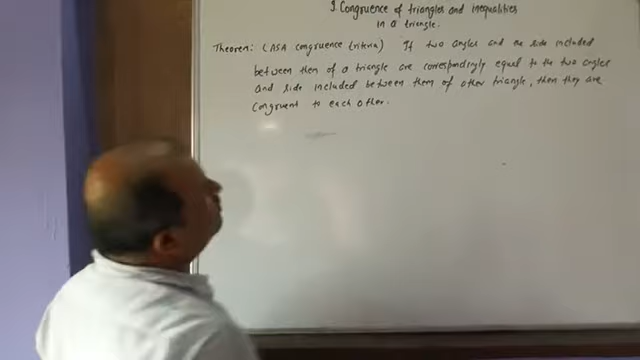 9. Congruence of triangles and inequalities
in a triangle.
Theorem: (ASA congruence Criteria) If two angles and one side included
between them of a triangle are correspondingly equal to the two angles
and side included between them of other triangle, then they are
congruent to each other.